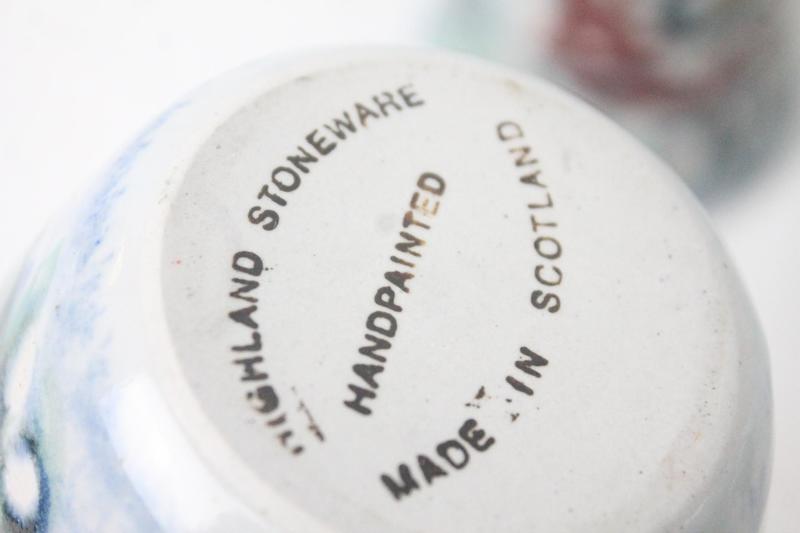 HIGHLAND STONEWARE
HANDPAINTED
MADE IN SCOTLAND